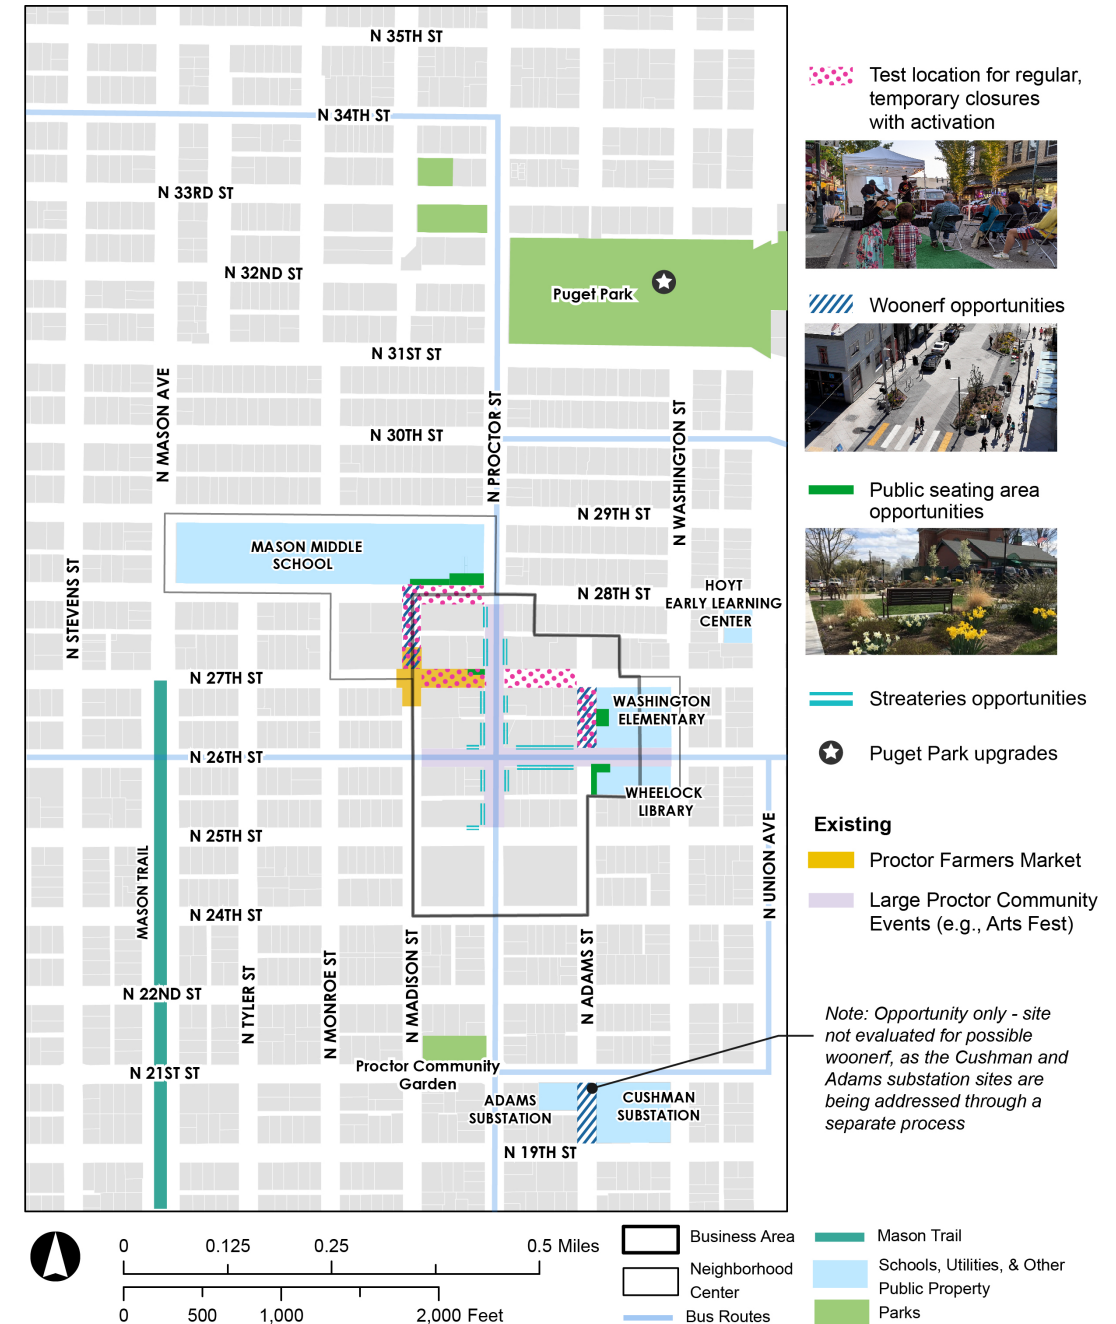 N 35TH ST
N 34TH ST
N 33RD ST
N 32ND ST
Puget Park
N 31ST ST
N MASON AVE
N PROCTOR ST
N WASHINGTON ST
N 30TH ST
N 29TH ST
MASON MIDDLE
SCHOOL
N STEVENS ST
N 28TH ST
HOYT
EARLY LEARNING
CENTER
N 27TH ST
WASHINGTON
ELEMENTARY
N 26TH ST
WHEELOCK
LIBRARY
N 25TH ST
MASON TRAIL
N UNION AVE
N 24TH ST
N TYLER ST
N MONROE ST
N MADISON ST
N ADAMS ST
N 22ND ST
N 21ST ST
Proctor Community
Garden
ADAMS
SUBSTATION
CUSHMAN
SUBSTATION
N 19TH ST
Test location for regular,
temporary closures
with activation
Woonerf opportunities
Public seating area
opportunities
Streateries opportunities
Puget Park upgrades
Existing
Proctor Farmers Market
Large Proctor Community
Events (e.g., Arts Fest)
Note: Opportunity only - site
not evaluated for possible
woonerf, as the Cushman and
Adams substation sites are
being addressed through a
separate process
0 0.125 0.25 0.5 Miles
0 500 1,000 2,000 Feet
Business Area
Neighborhood
Center
Bus Routes
Mason Trail
Schools, Utilities, & Other
Public Property
Parks